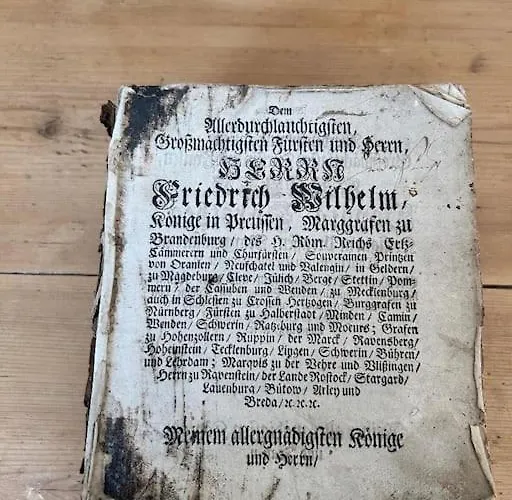 Dem
Allerdurchlauchtigsten,
Großmächtigsten Fürsten und Herrn,
HERRN
Friedrich Wilhelm,
Könige in Preussen, Marggrafen zu
Brandenburg/ des H. Röm. Reichs Ertz-
Cämmerern und Churfürsten/ Souverainen Printzen
von Oranien/ Neufchatel und Valengin/ in Geldern/
zu Magdeburg/ Cleve/ Jülich/ Berge/ Stettin/ Pom-
mern/ der Cassuben und Wenden/ zu Mecklenburg/
auch in Schlesien zu Crossen Hertzogen/ Burggrafen zu
Nürnberg/ Fürsten zu Halberstadt/ Minden/ Camin/
Wenden/ Schwerin/ Ratzeburg und Moeurs; Grafen
zu Hohenzollern/ Ruppin/ der Marck/ Ravensberg/
Hohenstein/ Tecklenburg/ Lingen/ Schwerin/ Bühren/
und Lehrdam; Marquis zu der Vehre und Vlißingen/
Herrn zu Ravenstein/ der Lande Rostock/ Stargard/
Lauenburg/ Bütow/ Arley und
Breda/ ꝛc. ꝛc. ꝛc.
Meinem allergnädigsten Könige
und Herrn/